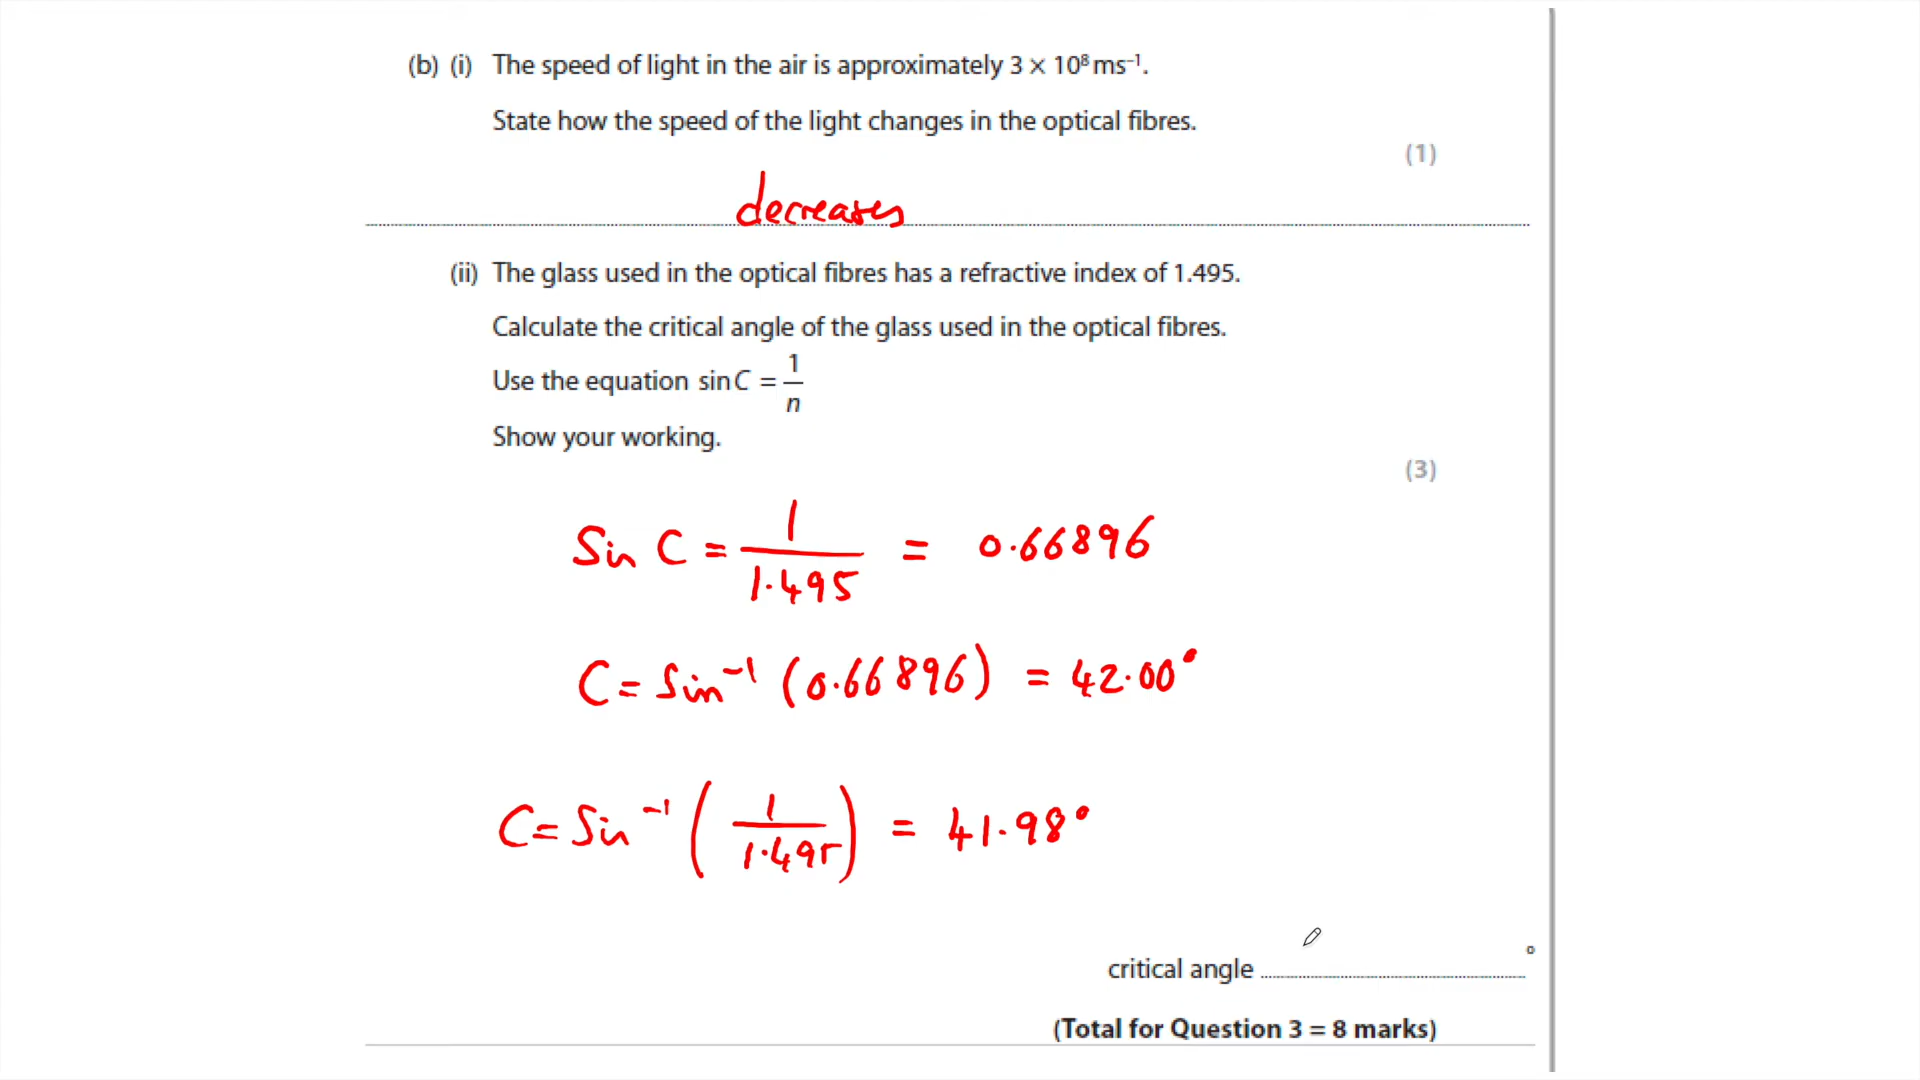 (b) (i) The speed of light in the air is approximately 3 × 10⁸ ms⁻¹.
State how the speed of the light changes in the optical fibres.
(1)
decreases
(ii) The glass used in the optical fibres has a refractive index of 1.495.
Calculate the critical angle of the glass used in the optical fibres.
Use the equation sin C = 1/n
Show your working.
(3)
Sin C = 1/1.495 = 0.66896
C = Sin⁻¹ (0.66896) = 42.00°
C = Sin⁻¹ (1/1.495) = 41.98°
critical angle ........................ °
(Total for Question 3 = 8 marks)